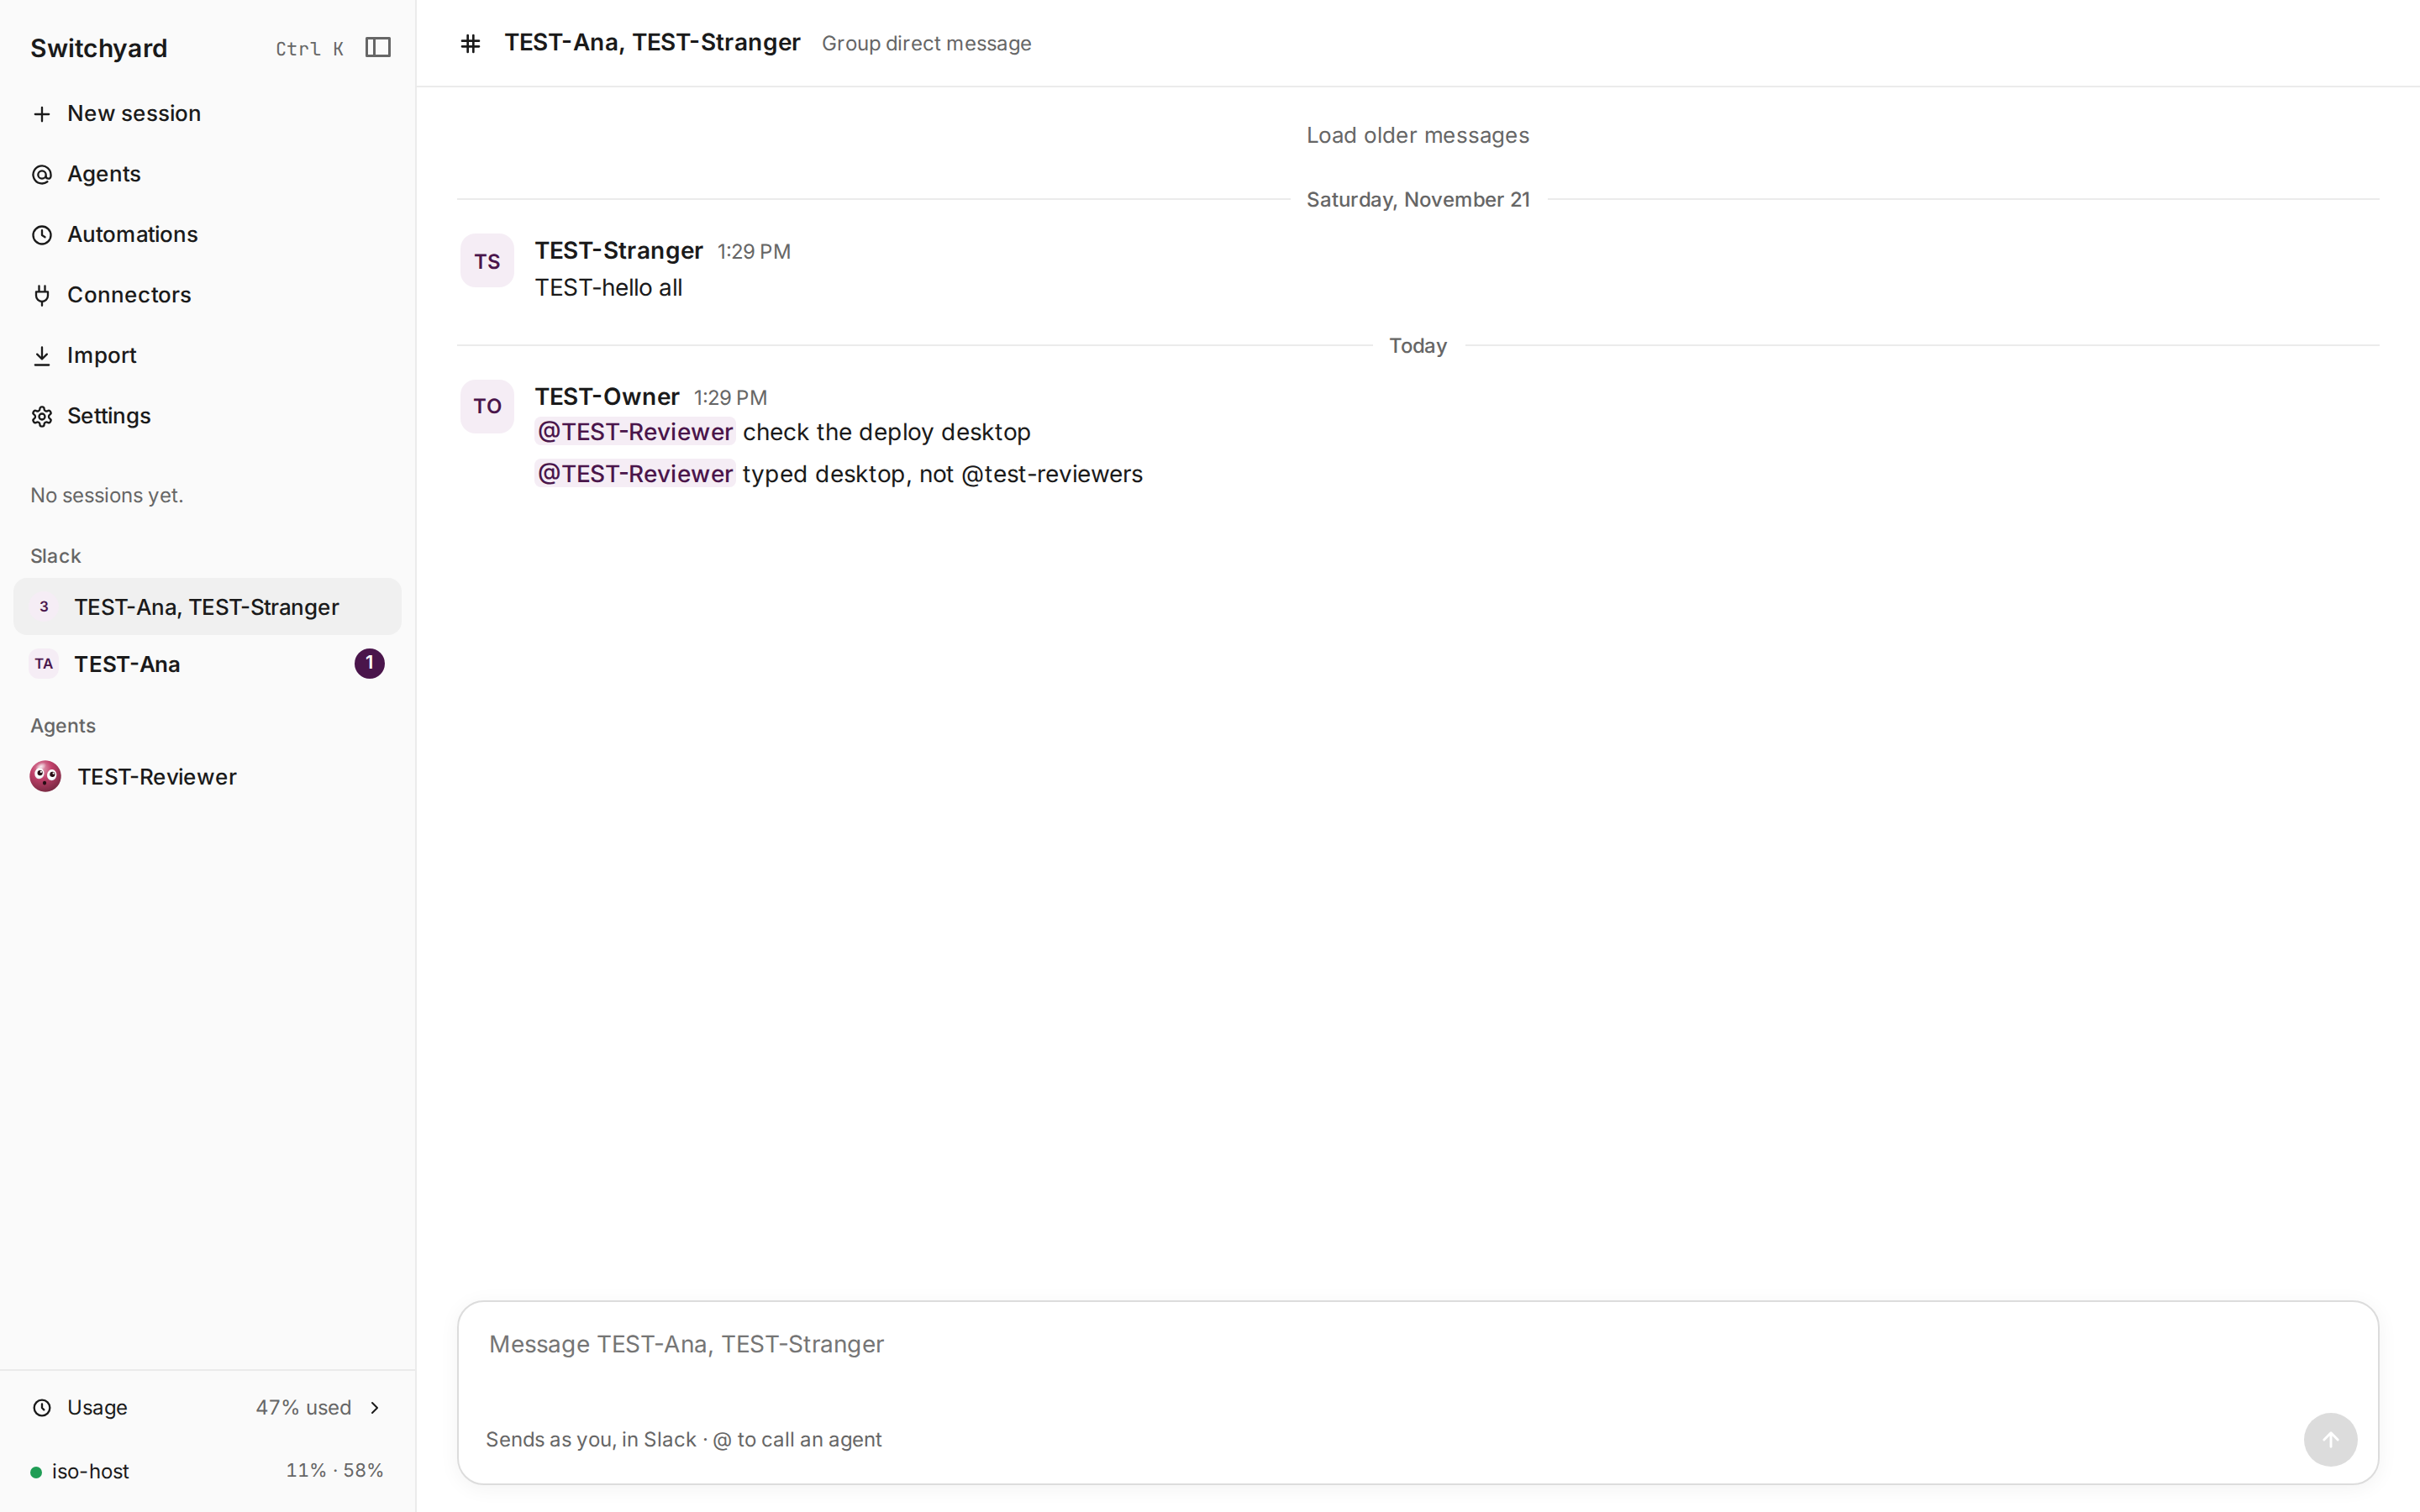 Switchyard
Ctrl K
New session
Agents
Automations
Connectors
Import
Settings
No sessions yet.
Slack
3 TEST-Ana, TEST-Stranger
TA TEST-Ana 1
Agents
TEST-Reviewer
Usage 47% used
iso-host 11% · 58%
# TEST-Ana, TEST-Stranger Group direct message
Load older messages
Saturday, November 21
TS TEST-Stranger 1:29 PM
TEST-hello all
Today
TO TEST-Owner 1:29 PM
@TEST-Reviewer check the deploy desktop
@TEST-Reviewer typed desktop, not @test-reviewers
Message TEST-Ana, TEST-Stranger
Sends as you, in Slack · @ to call an agent